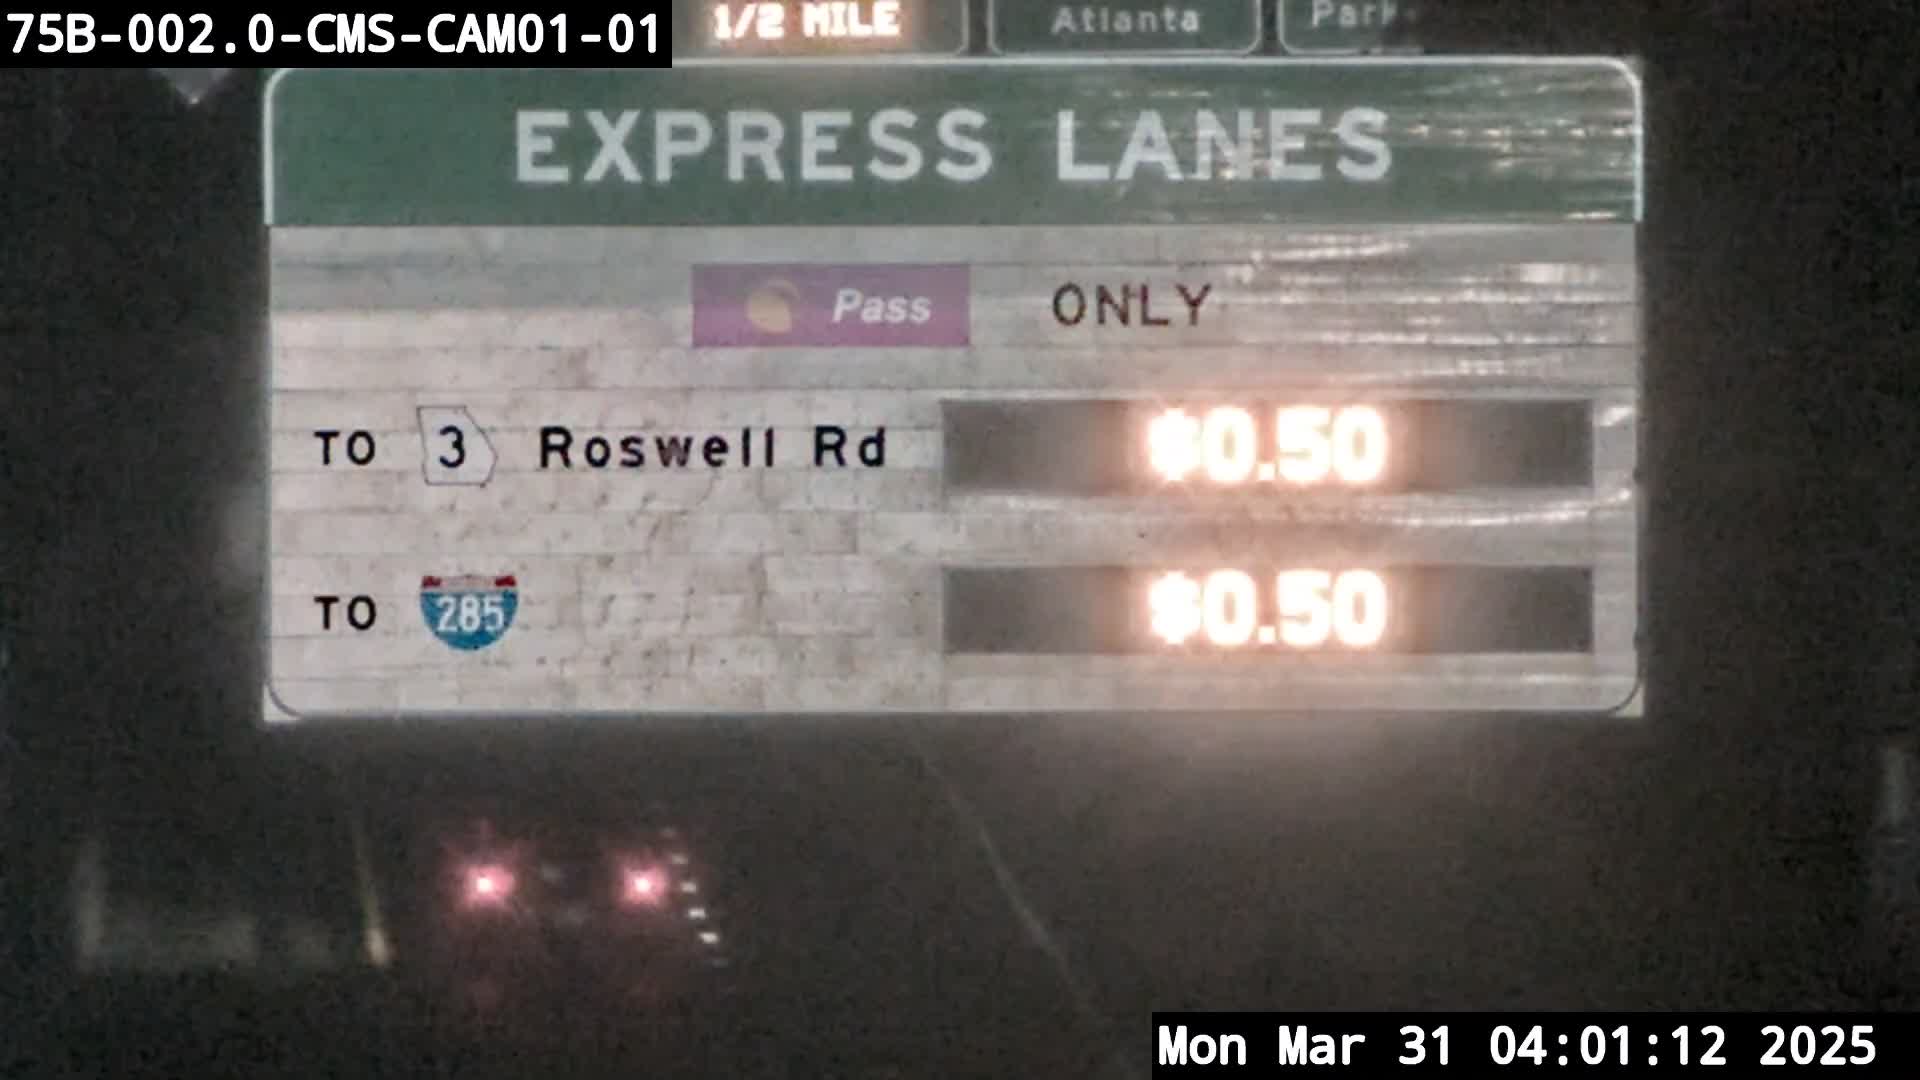 75B-002.0-CMS-CAM01-01
1/2 MILE
Atlanta
Park
EXPRESS LANES
Pass ONLY
TO 3 Roswell Rd $0.50
TO 285 $0.50
Mon Mar 31 04:01:12 2025